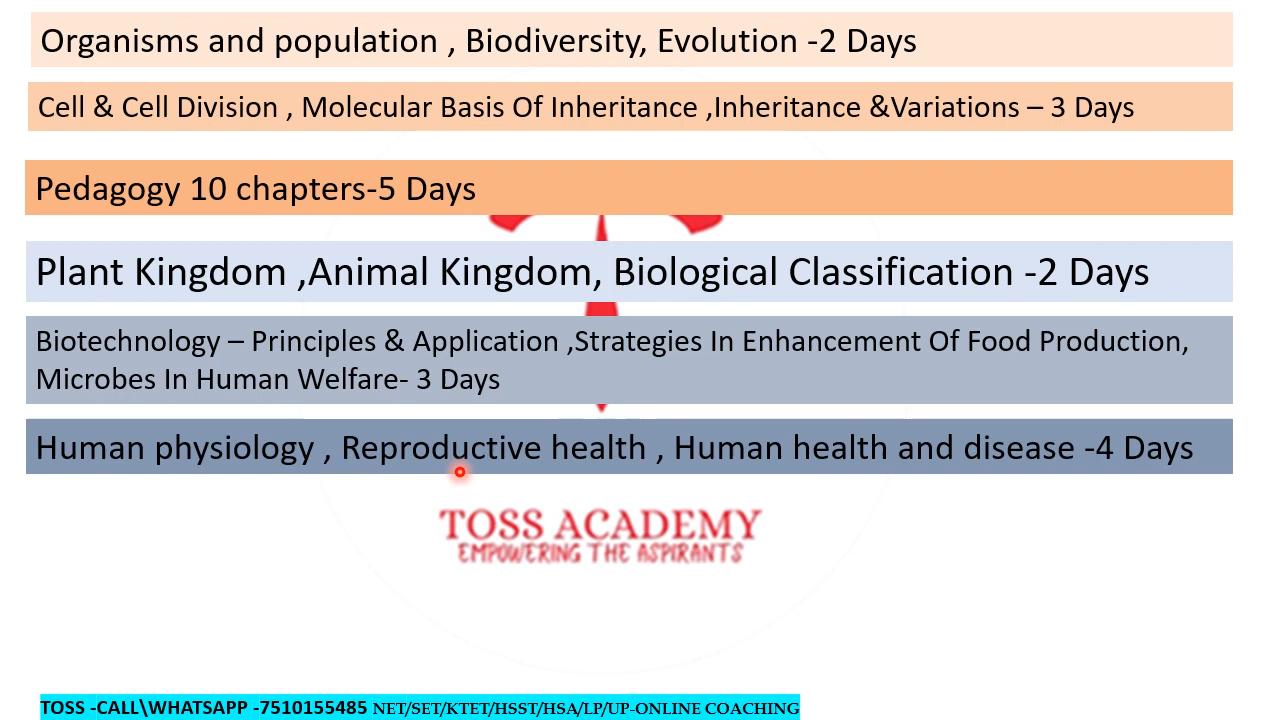 Organisms and population , Biodiversity, Evolution -2 Days
Cell & Cell Division , Molecular Basis Of Inheritance ,Inheritance &Variations – 3 Days
Pedagogy 10 chapters-5 Days
Plant Kingdom ,Animal Kingdom, Biological Classification -2 Days
Biotechnology – Principles & Application ,Strategies In Enhancement Of Food Production,
Microbes In Human Welfare- 3 Days
Human physiology , Reproductive health , Human health and disease -4 Days
TOSS ACADEMY
EMPOWERING THE ASPIRANTS
TOSS -CALL\WHATSAPP -7510155485 NET/SET/KTET/HSST/HSA/LP/UP-ONLINE COACHING